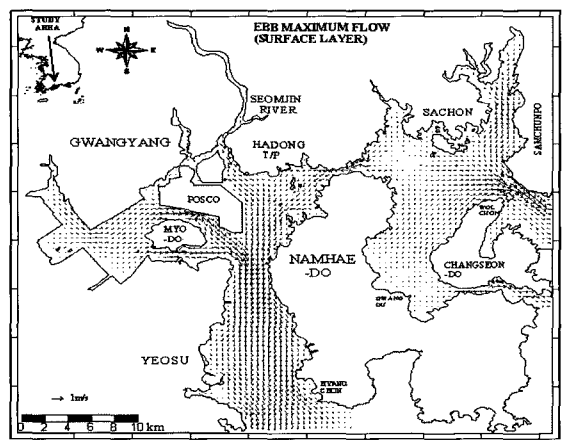 STUDY
AREA
N
W E
S
EBB MAXIMUM FLOW
(SURFACE LAYER)
SEOMJIN
RIVER
SACHON
SAMCHUNPO
GWANGYANG
HADONG
T/P
POSCO
MYO
-DO
NAMHAE
-DO
CHANGSEON
-DO
YEOSU
1m/s
0 2 4 6 8 10 km